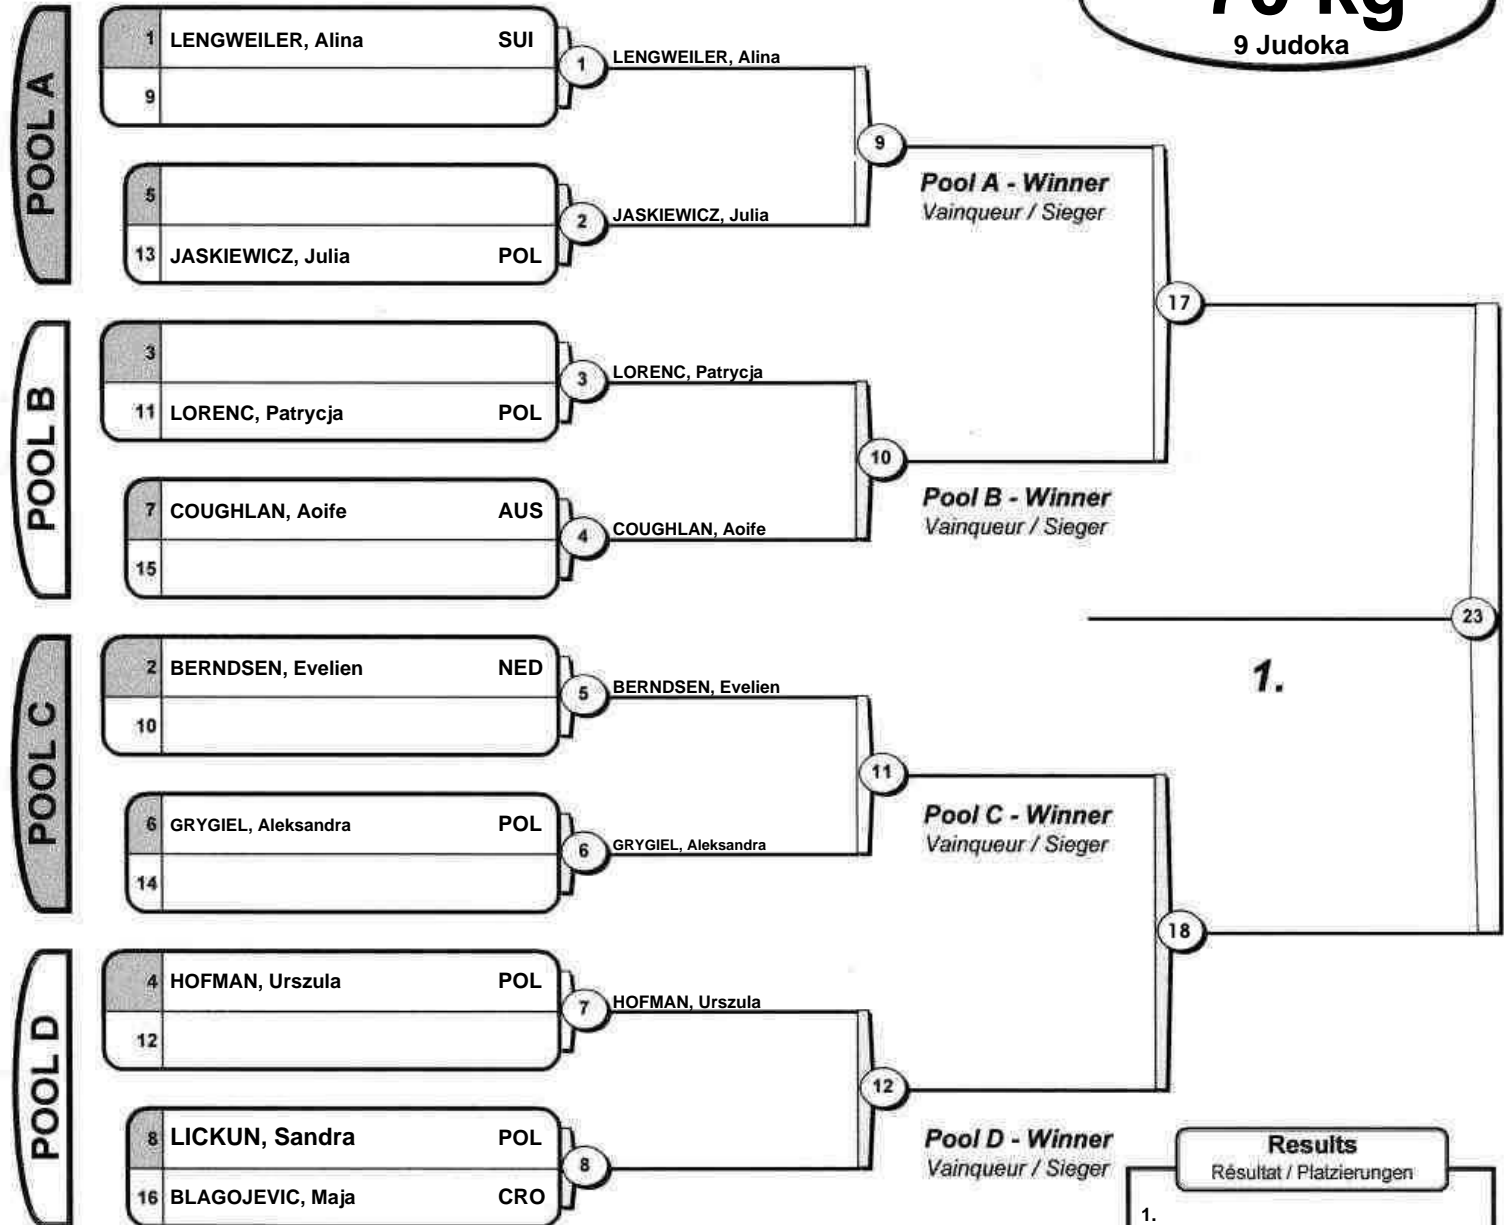 70 kg
9 Judoka
POOL A
1 LENGWEILER, Alina SUI
9
1 LENGWEILER, Alina
5
13 JASKIEWICZ, Julia POL
2 JASKIEWICZ, Julia
9
Pool A - Winner
Vainqueur / Sieger
17
POOL B
3
11 LORENC, Patrycja POL
3 LORENC, Patrycja
7 COUGHLAN, Aoife AUS
15
4 COUGHLAN, Aoife
10
Pool B - Winner
Vainqueur / Sieger
23
1.
POOL C
2 BERNDSEN, Evelien NED
10
5 BERNDSEN, Evelien
6 GRYGIEL, Aleksandra POL
14
6 GRYGIEL, Aleksandra
11
Pool C - Winner
Vainqueur / Sieger
18
POOL D
4 HOFMAN, Urszula POL
12
7 HOFMAN, Urszula
8 LICKUN, Sandra POL
16 BLAGOJEVIC, Maja CRO
8
12
Pool D - Winner
Vainqueur / Sieger
Results
Résultat / Platzierungen
1.